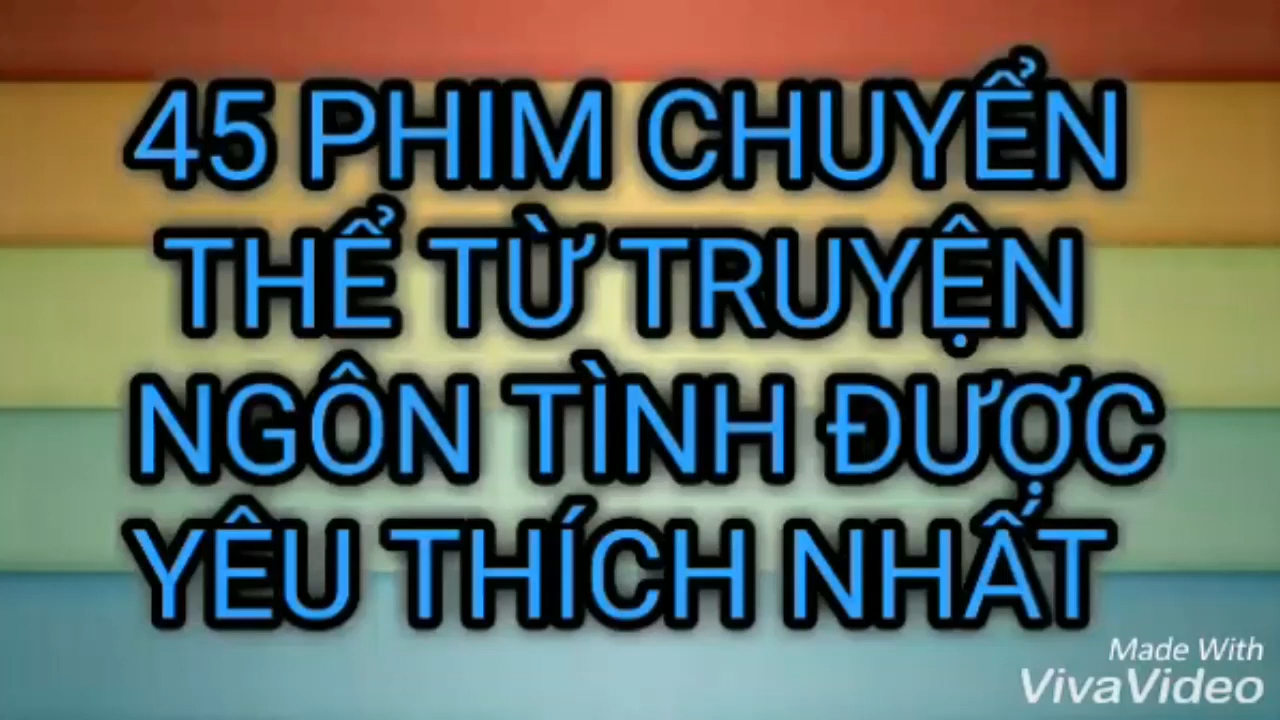 45 PHIM CHUYỂN
THỂ TỪ TRUYỆN
NGÔN TÌNH ĐƯỢC
YÊU THÍCH NHẤT
Made With
VivaVideo